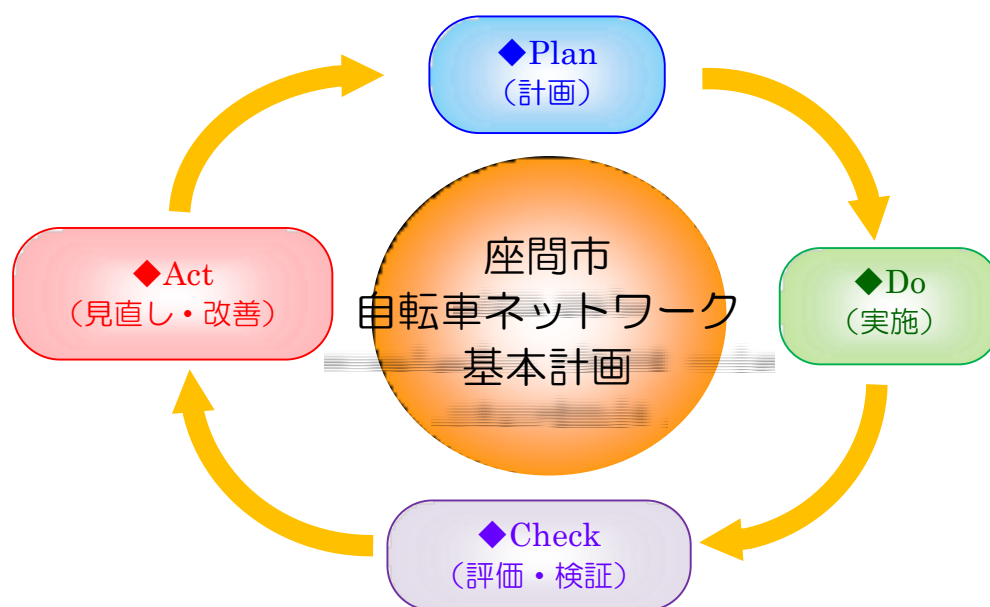 ◆Plan
（計画）
◆Do
（実施）
◆Check
（評価・検証）
◆Act
（見直し・改善）
座間市
自転車ネットワーク
基本計画